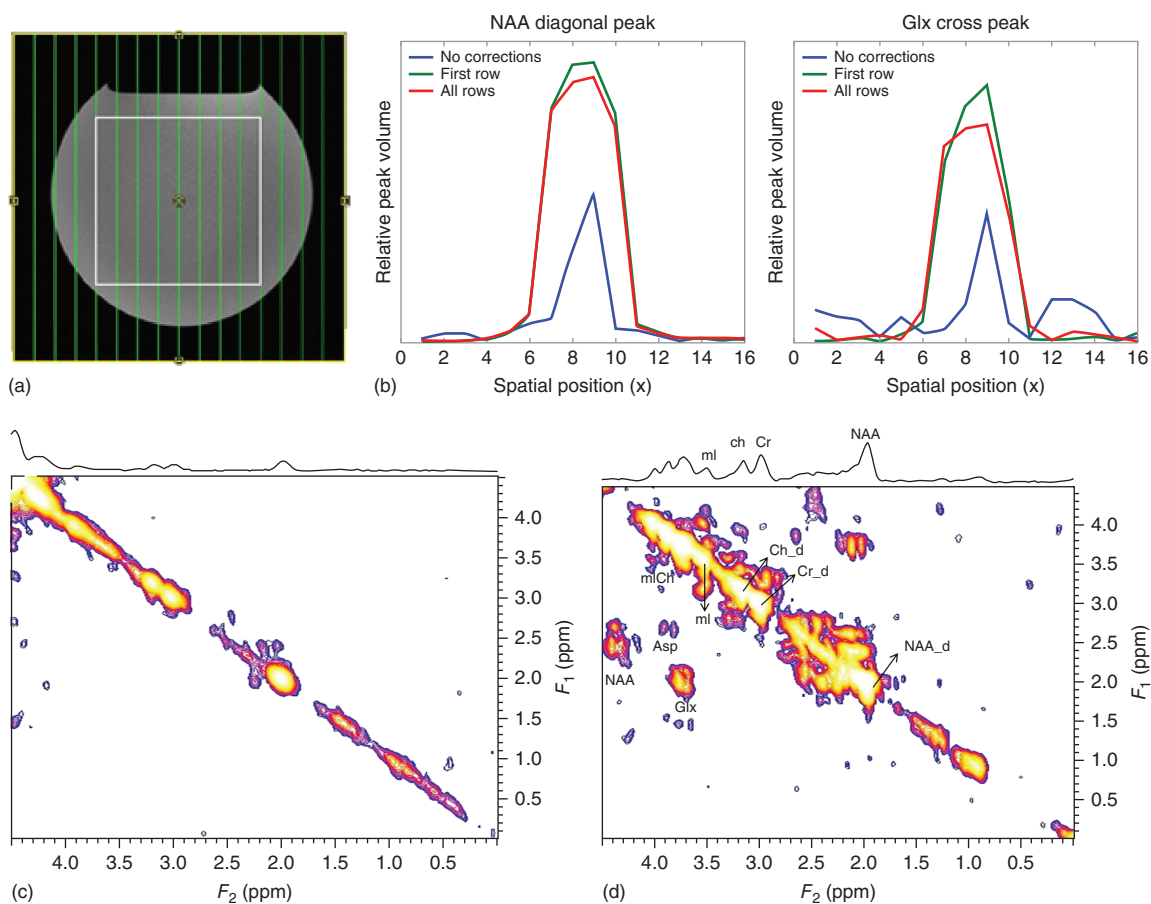 (a)
NAA diagonal peak
No corrections
First row
All rows
Relative peak volume
0 2 4 6 8 10 12 14 16
Spatial position (x)
(b)
Glx cross peak
No corrections
First row
All rows
Relative peak volume
0 2 4 6 8 10 12 14 16
Spatial position (x)
4.0
3.5
3.0
2.5
2.0
1.5
1.0
0.5
F1 (ppm)
4.0 3.5 3.0 2.5 2.0 1.5 1.0 0.5
F2 (ppm)
(c)
ml ch Cr NAA
mlCh
ml
Ch_d
Cr_d
Asp
NAA
Glx
NAA_d
4.0
3.5
3.0
2.5
2.0
1.5
1.0
0.5
F1 (ppm)
4.0 3.5 3.0 2.5 2.0 1.5 1.0 0.5
F2 (ppm)
(d)